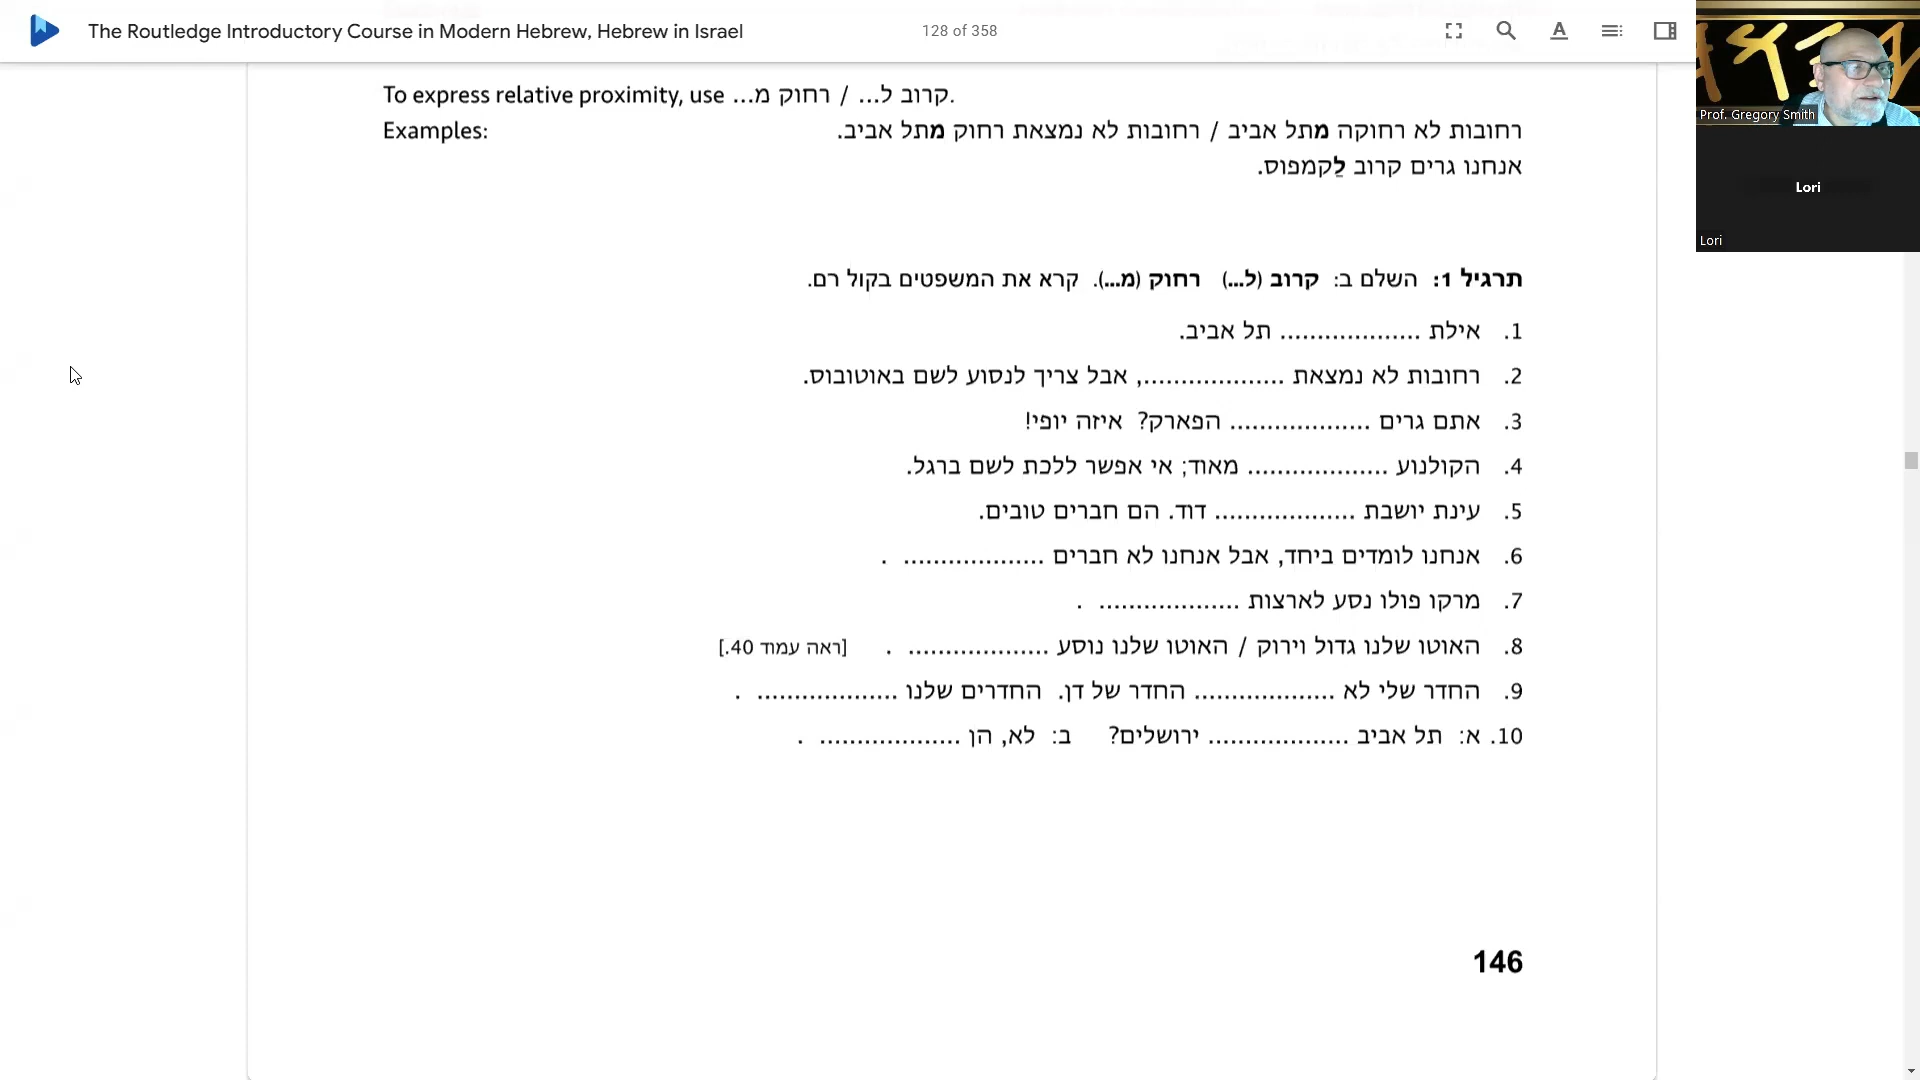 The Routledge Introductory Course in Modern Hebrew, Hebrew in Israel
128 of 358
To express relative proximity, use קרוב ל... / רחוק מ....
Examples:
רחובות לא רחוקה מתל אביב / רחובות לא נמצאת רחוק מתל אביב.
אנחנו גרים קרוב לַקמפוס.
תרגיל 1: השלם ב: קרוב (ל...) רחוק (מ...). קרא את המשפטים בקול רם.
1. אילת ................... תל אביב.
2. רחובות לא נמצאת ..................., אבל צריך לנסוע לשם באוטובוס.
3. אתם גרים ................... הפארק? איזה יופי!
4. הקולנוע ................... מאוד; אי אפשר ללכת לשם ברגל.
5. עינת יושבת ................... דוד. הם חברים טובים.
6. אנחנו לומדים ביחד, אבל אנחנו לא חברים ................... .
7. מרקו פולו נסע לארצות ................... .
8. האוטו שלנו גדול וירוק / האוטו שלנו נוסע ................... . [ראה עמוד 40.]
9. החדר שלי לא ................... החדר של דן. החדרים שלנו ................... .
10. א: תל אביב ................... ירושלים? ב: לא, הן ................... .
146
Prof. Gregory Smith
Lori
Lori